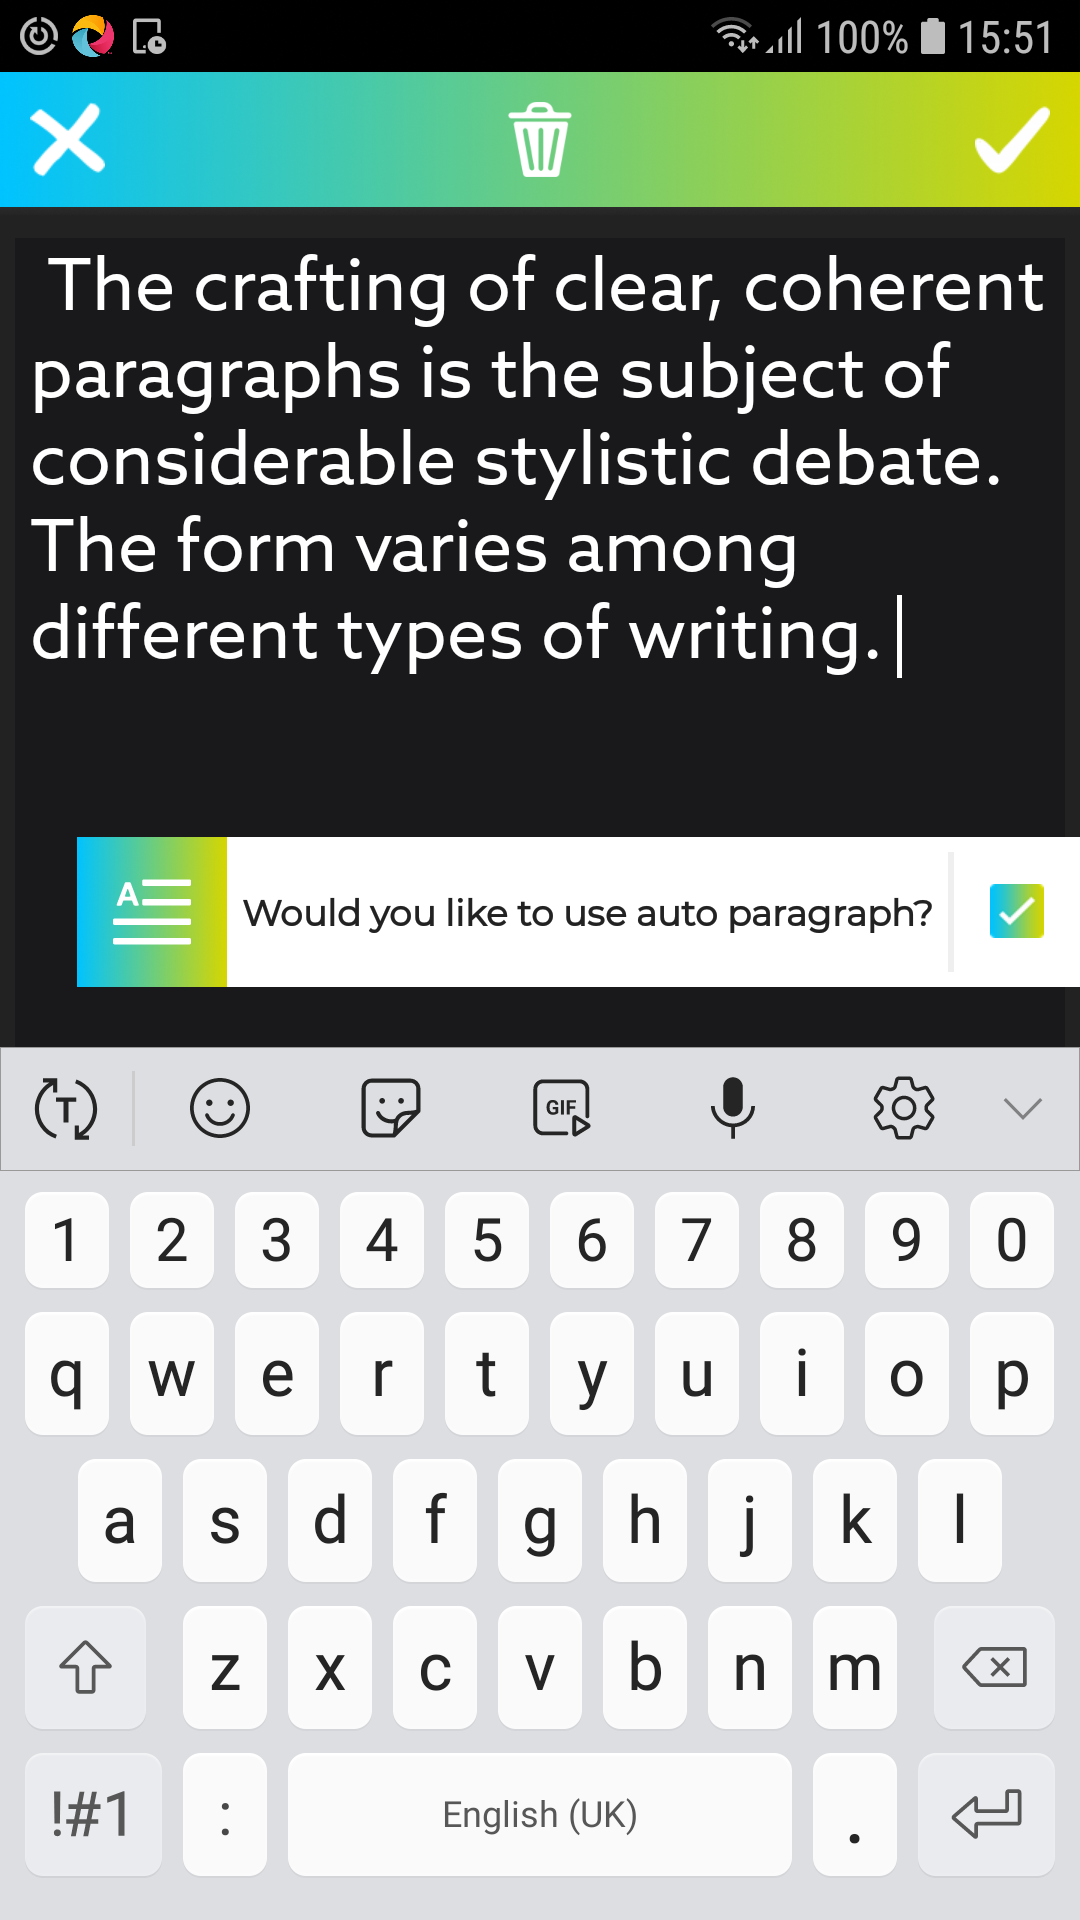 100% 15:51
The crafting of clear, coherent
paragraphs is the subject of
considerable stylistic debate.
The form varies among
different types of writing.
A
Would you like to use auto paragraph?
T
GIF
1 2 3 4 5 6 7 8 9 0
q w e r t y u i o p
a s d f g h j k l
z x c v b n m
!#1 : English (UK) .